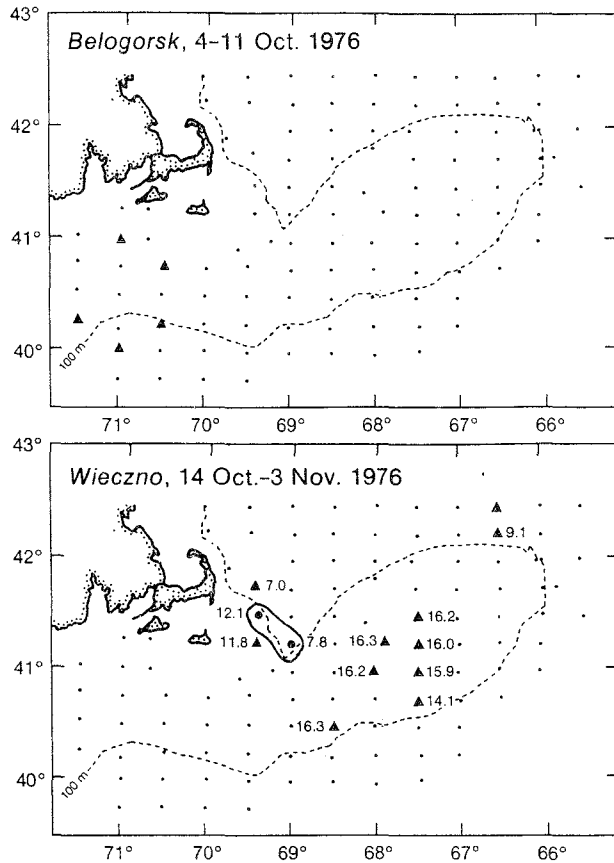 43°
Belogorsk, 4–11 Oct. 1976
42°
41°
40°
100 m
71° 70° 69° 68° 67° 66°
43°
Wieczno, 14 Oct.–3 Nov. 1976
9.1
42°
7.0
12.1 16.2
11.8 7.8 16.3 16.0
41°
16.2 15.9
14.1
16.3
40°
100 m
71° 70° 69° 68° 67° 66°